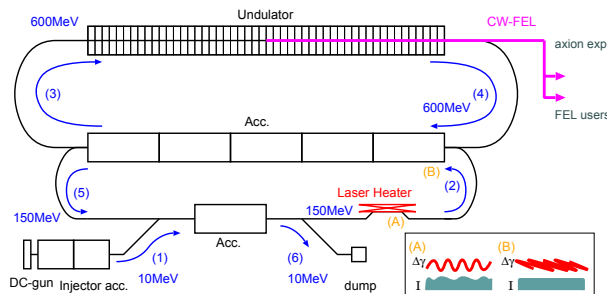 Undulator
600MeV
CW-FEL
axion exp
(3)
(4)
600MeV
FEL users
Acc.
(B)
(5)
Laser Heater
(2)
150MeV
150MeV
(A)
Acc.
(1)
(6)
DC-gun
Injector acc.
10MeV
10MeV
dump
(A)
(B)
Δγ
Δγ
I
I